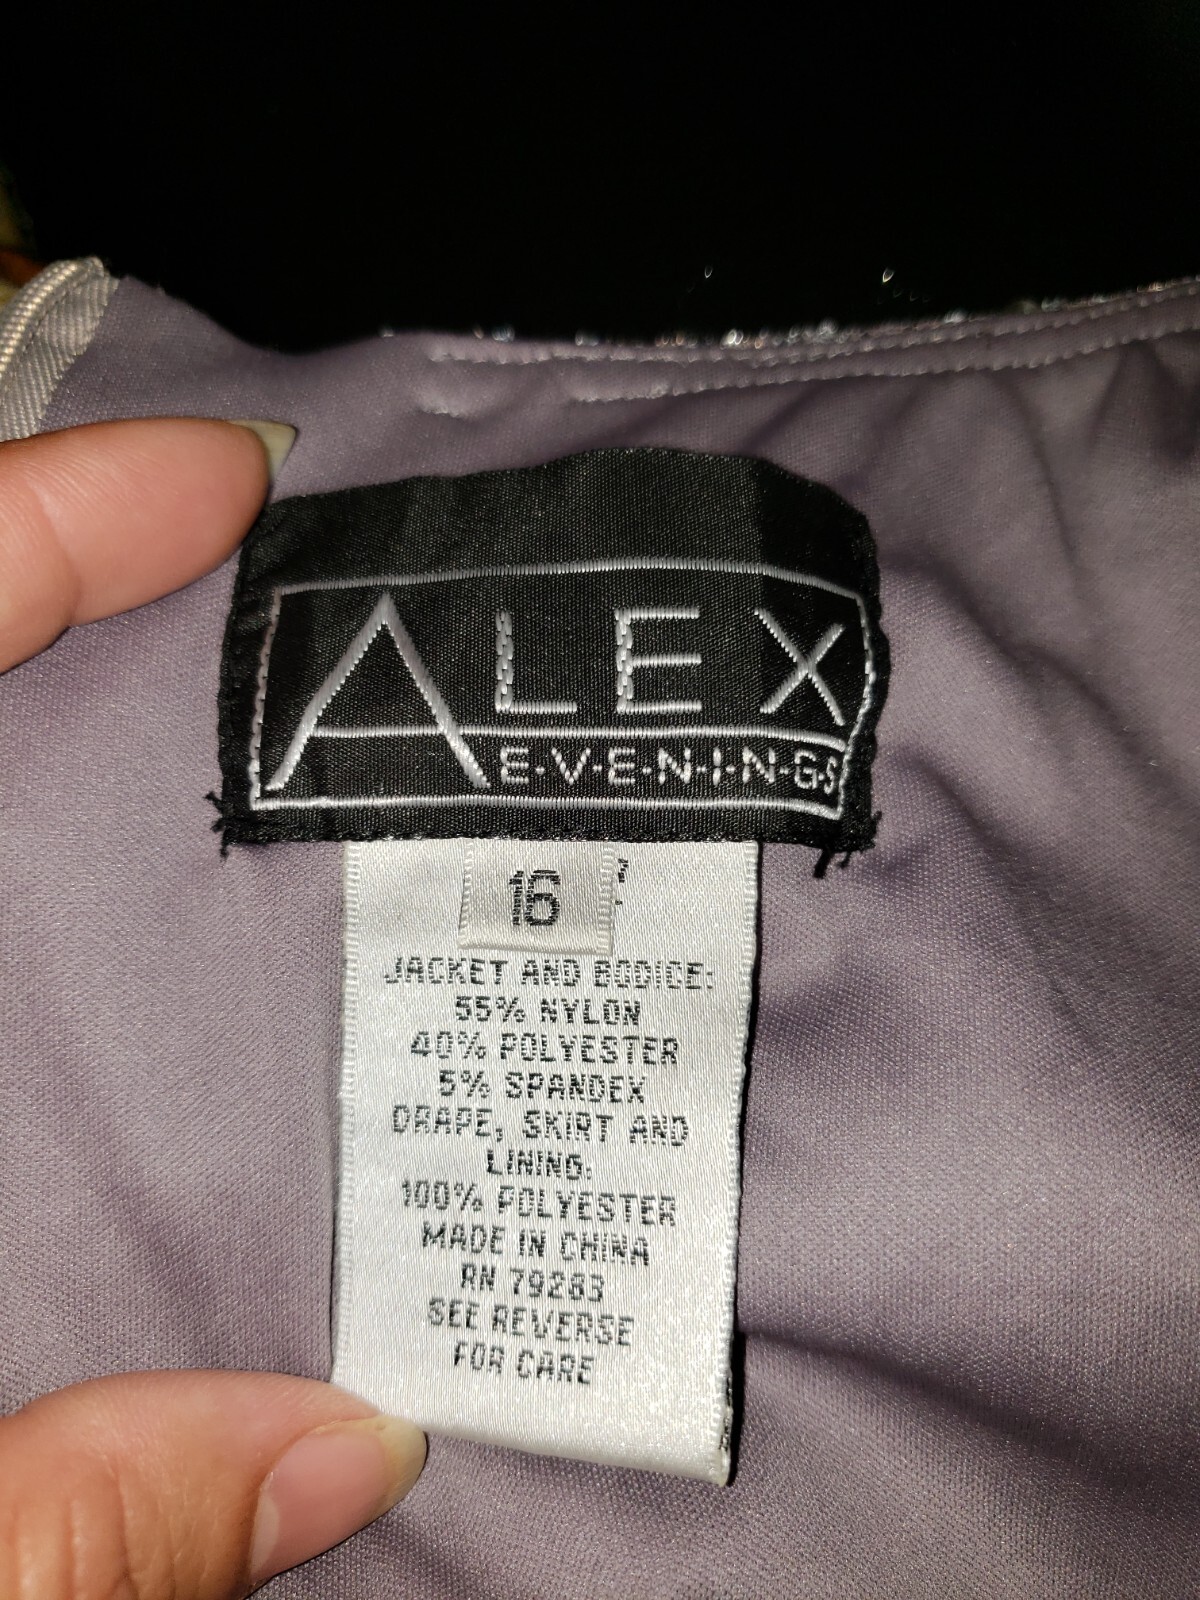 ALEX
E·V·E·N·I·N·G·S
16
JACKET AND BODICE:
55% NYLON
40% POLYESTER
5% SPANDEX
DRAPE, SKIRT AND
LINING:
100% POLYESTER
MADE IN CHINA
RN 79283
SEE REVERSE
FOR CARE